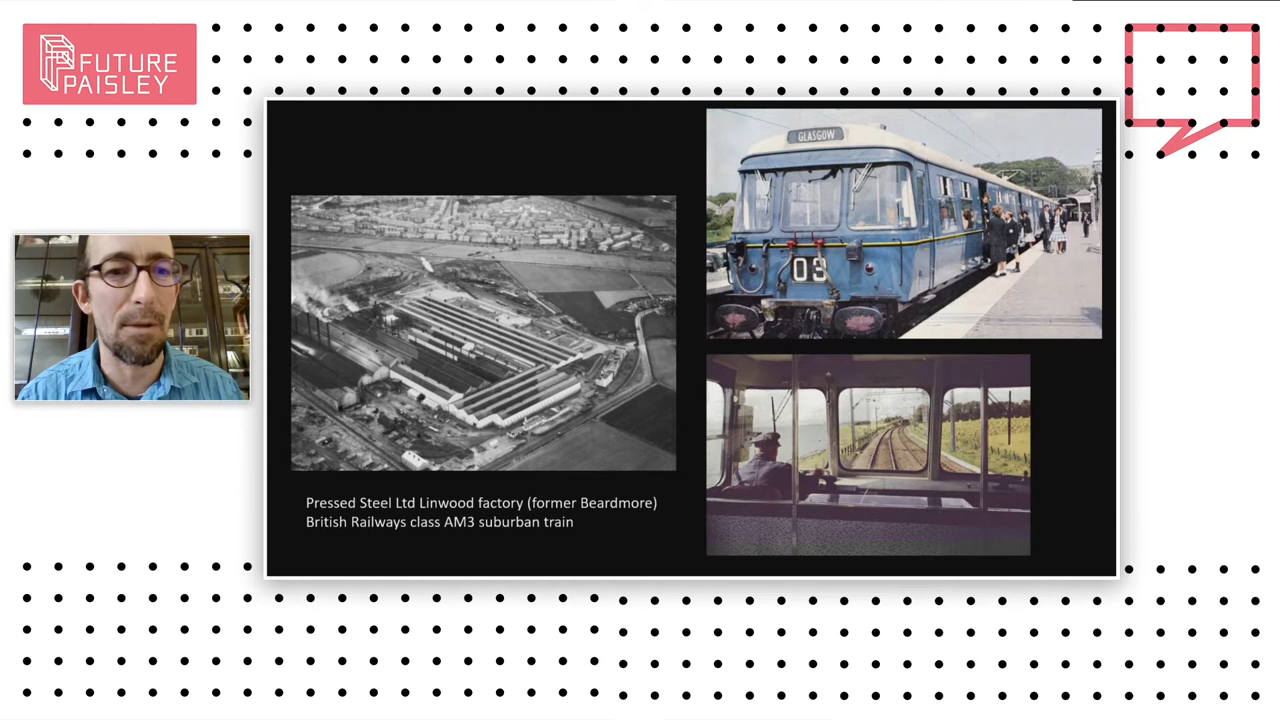 FUTURE
PAISLEY
GLASGOW
03
Pressed Steel Ltd Linwood factory (former Beardmore)
British Railways class AM3 suburban train